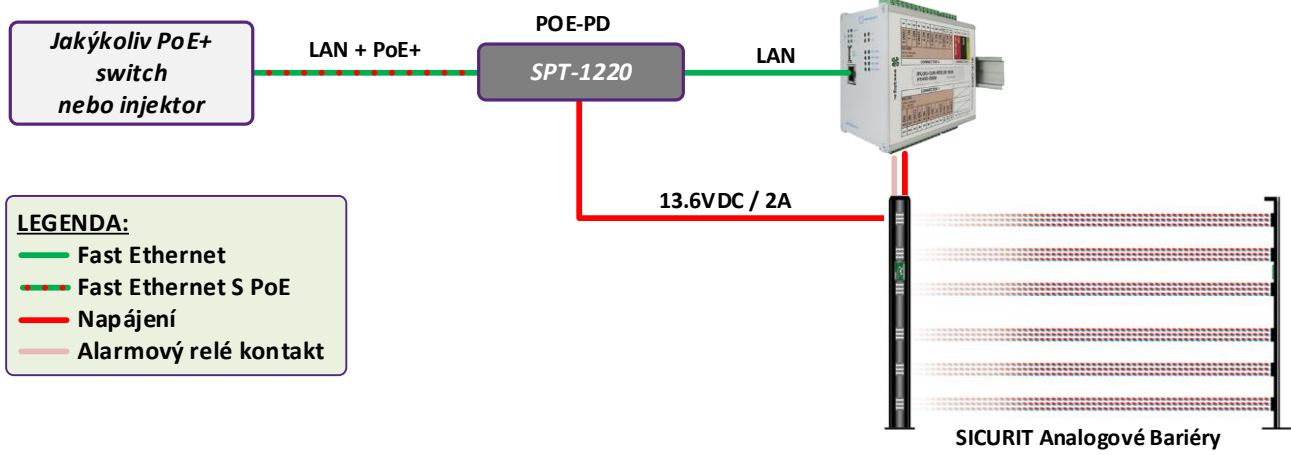 Jakýkoliv PoE+
switch
nebo injektor
LAN + PoE+
POE-PD
SPT-1220
LAN
13.6VDC / 2A
LEGENDA:
Fast Ethernet
Fast Ethernet S PoE
Napájení
Alarmový relé kontakt
SICURIT Analogové Bariéry